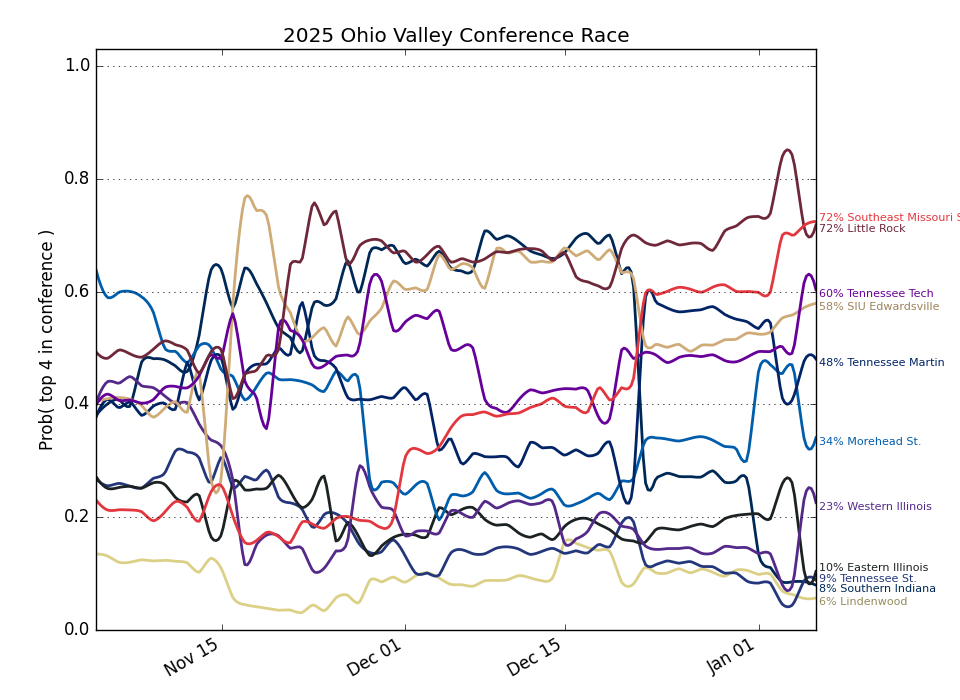 2025 Ohio Valley Conference Race
Prob( top 4 in conference )
1.0
0.8
0.6
0.4
0.2
0.0
Nov 15
Dec 01
Dec 15
Jan 01
72% Southeast Missouri S
72% Little Rock
60% Tennessee Tech
58% SIU Edwardsville
48% Tennessee Martin
34% Morehead St.
23% Western Illinois
10% Eastern Illinois
9% Tennessee St.
8% Southern Indiana
6% Lindenwood